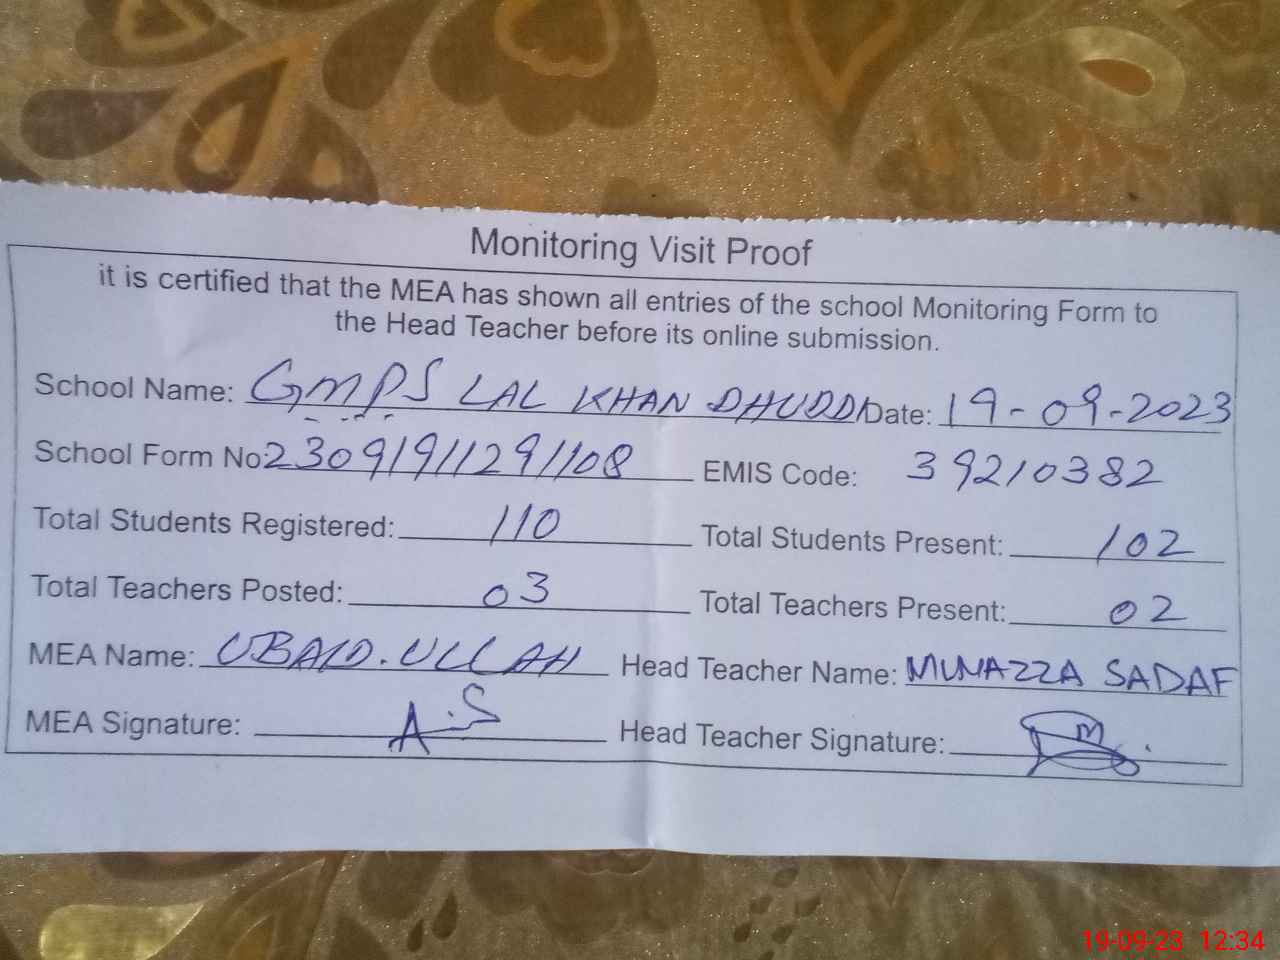 Monitoring Visit Proof
it is certified that the MEA has shown all entries of the school Monitoring Form to
the Head Teacher before its online submission.
School Name: GMPS LAL KHAN DHUDDI Date: 19-09-2023
School Form No 230919112911108 EMIS Code: 39210382
Total Students Registered: 110 Total Students Present: 102
Total Teachers Posted: 03 Total Teachers Present: 02
MEA Name: UBAID.ULLAH Head Teacher Name: MUNAZZA SADAF
MEA Signature: A.S Head Teacher Signature:
19-09-23 12:34